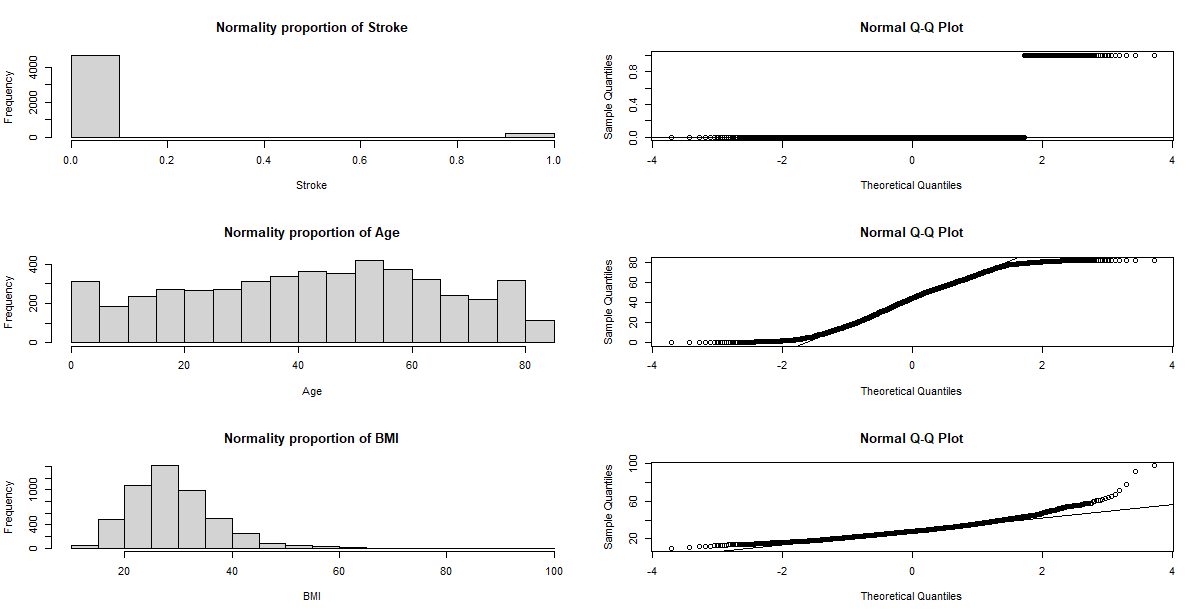 Normality proportion of Stroke
Frequency
0 2000 4000
0.0 0.2 0.4 0.6 0.8 1.0
Stroke
Normal Q-Q Plot
Sample Quantiles
0.0 0.4 0.8
-4 -2 0 2 4
Theoretical Quantiles
Normality proportion of Age
Frequency
0 200 400
0 20 40 60 80
Age
Normal Q-Q Plot
Sample Quantiles
0 20 40 60 80
-4 -2 0 2 4
Theoretical Quantiles
Normality proportion of BMI
Frequency
0 400 1000
20 40 60 80 100
BMI
Normal Q-Q Plot
Sample Quantiles
20 60 100
-4 -2 0 2 4
Theoretical Quantiles